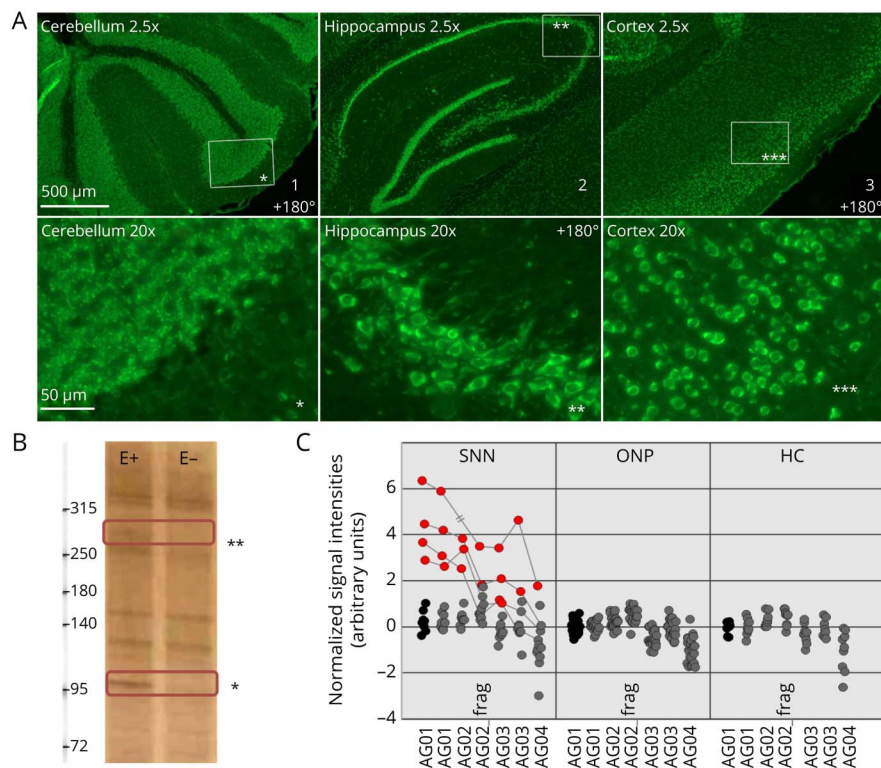 A
Cerebellum 2.5x
Hippocampus 2.5x
Cortex 2.5x
**
*
***
500 µm
1
2
3
+180°
+180°
Cerebellum 20x
Hippocampus 20x
+180°
Cortex 20x
50 µm
*
**
***
B
E+
E–
315
250
180
140
95
72
**
*
C
SNN
ONP
HC
Normalized signal intensities
(arbitrary units)
6
4
2
0
−2
−4
frag
frag
frag
AG01
AG01
AG02
AG02
AG03
AG03
AG04
AG01
AG01
AG02
AG02
AG03
AG03
AG04
AG01
AG01
AG02
AG02
AG03
AG03
AG04